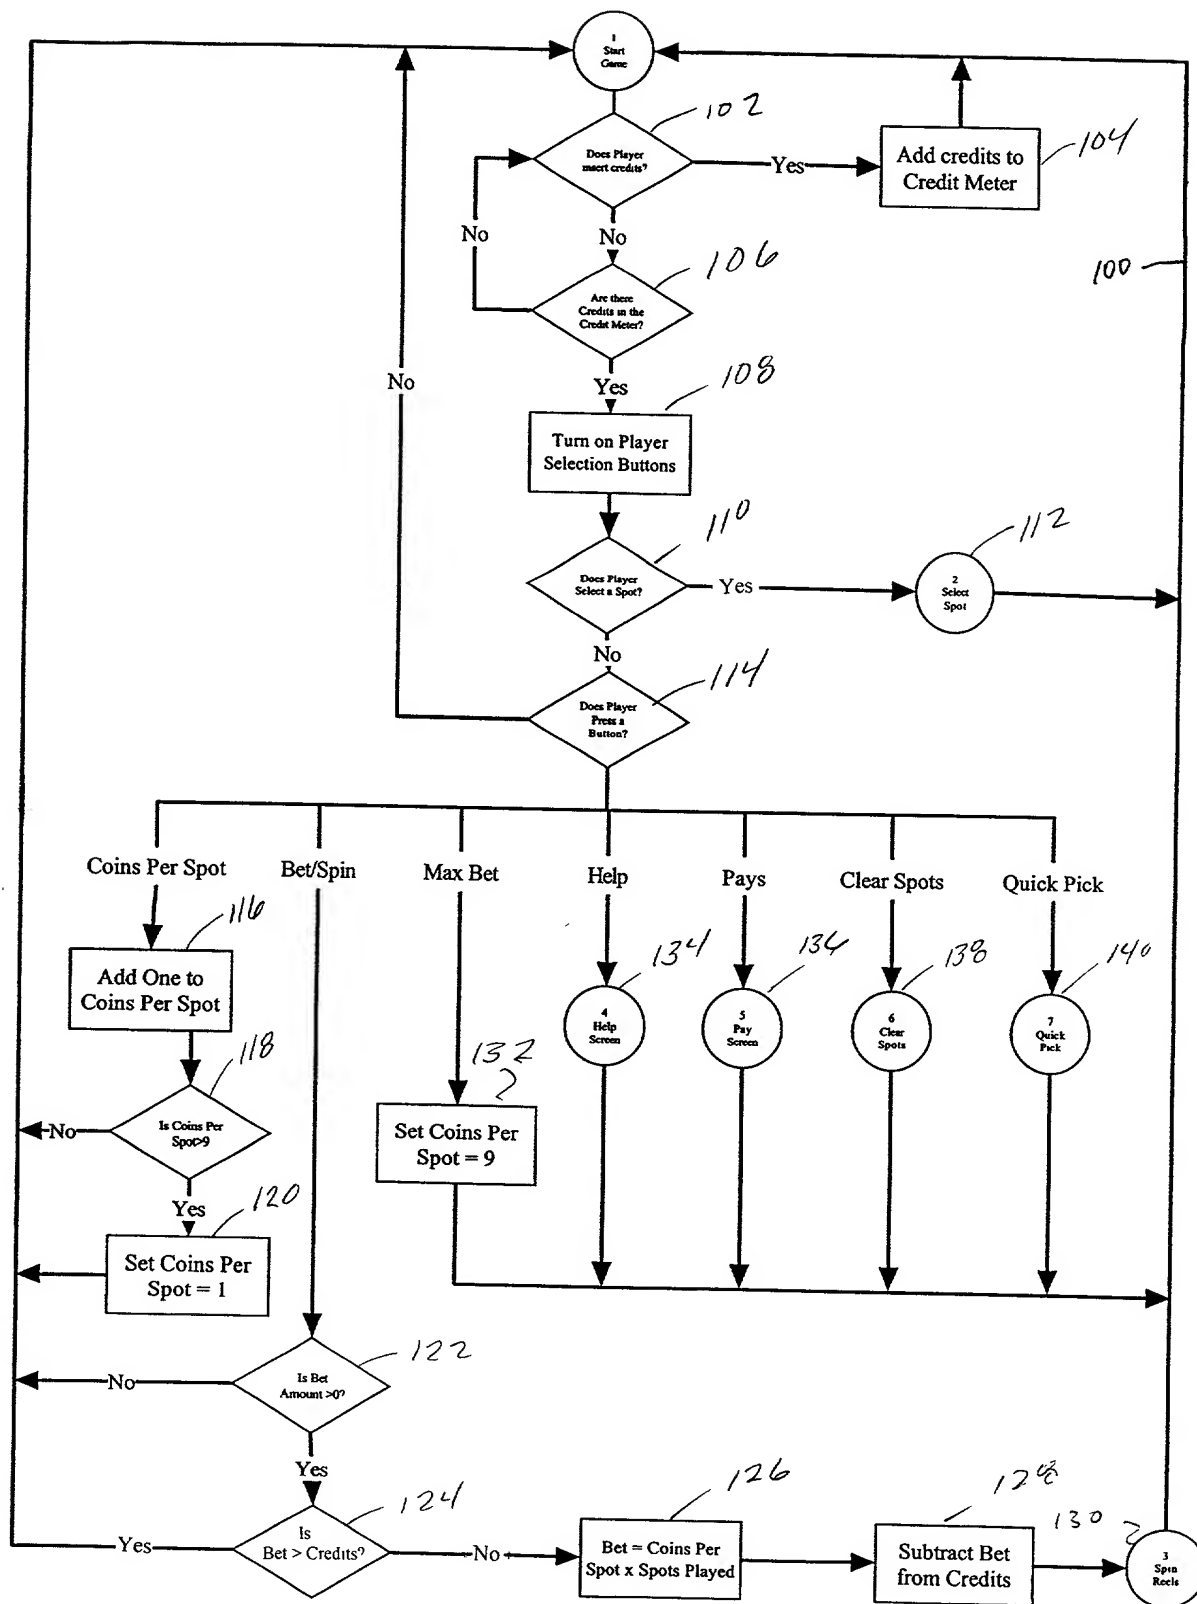 1
Start
Game
102
Does Player
insert credits?
Yes
Add credits to
Credit Meter
104
No
No
106
100
Are there
Credits in the
Credit Meter?
No
Yes
108
Turn on Player
Selection Buttons
110
112
Does Player
Select a Spot?
Yes
2
Select
Spot
No
114
Does Player
Press a
Button?
Coins Per Spot
Bet/Spin
Max Bet
Help
Pays
Clear Spots
Quick Pick
116
134
136
138
140
Add One to
Coins Per Spot
4
Help
Screen
5
Pay
Screen
6
Clear
Spots
7
Quick
Pick
118
132
No
Is Coins Per
Spot>9
Set Coins Per
Spot = 9
Yes
120
Set Coins Per
Spot = 1
122
No
Is Bet
Amount >0?
Yes
124
126
128
130
Yes
Is
Bet > Credits?
No
Bet = Coins Per
Spot x Spots Played
Subtract Bet
from Credits
3
Spin
Reels